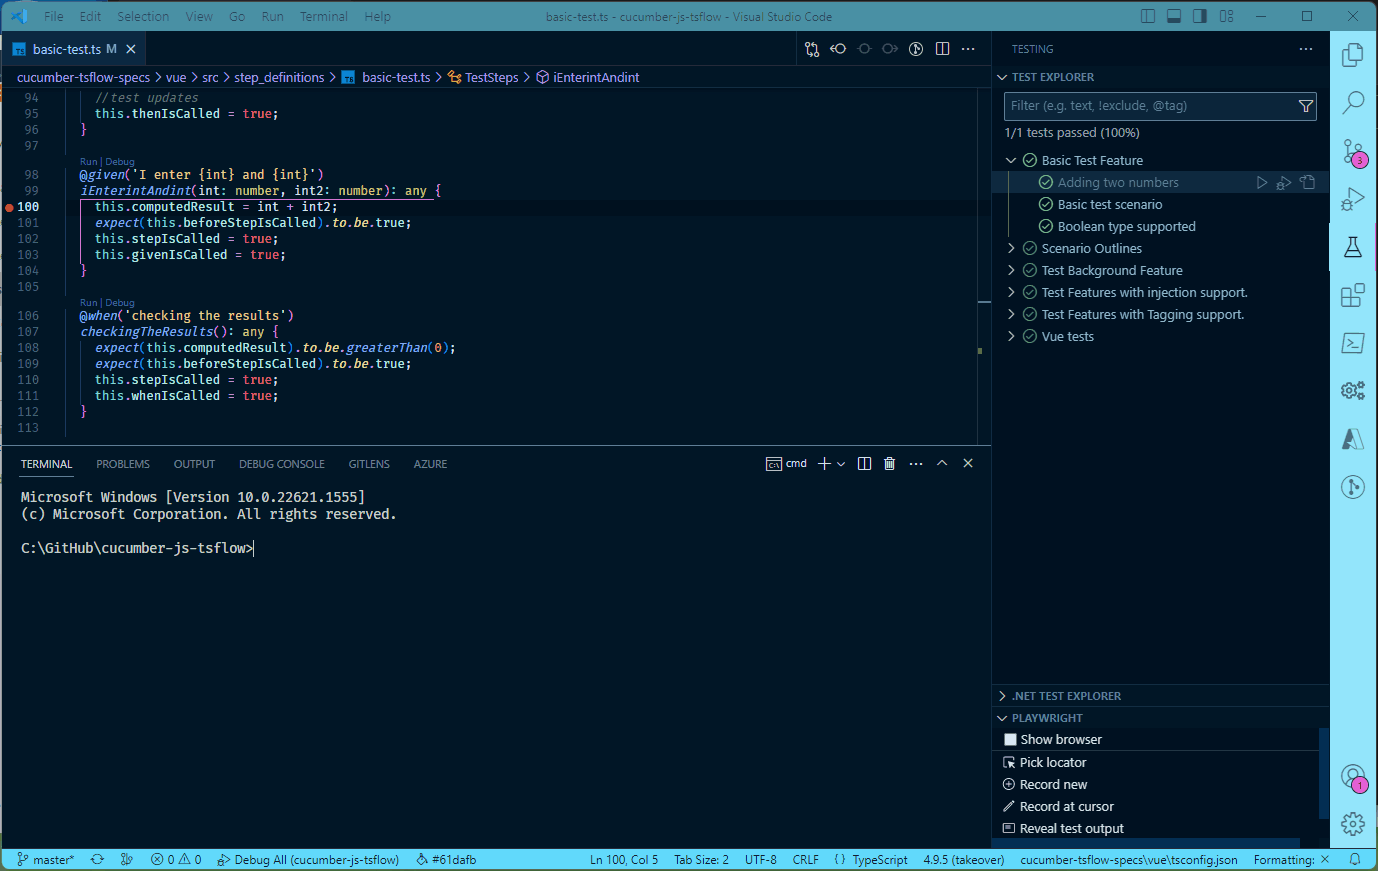 File Edit Selection View Go Run Terminal Help basic-test.ts - cucumber-js-tsflow - Visual Studio Code
TS basic-test.ts M
cucumber-tsflow-specs > vue > src > step_definitions > TS basic-test.ts > TestSteps > iEnterintAndint
94 //test updates
95 this.thenIsCalled = true;
96 }
97
Run | Debug
98 @given('I enter {int} and {int}')
99 iEnterintAndint(int: number, int2: number): any {
100 this.computedResult = int + int2;
101 expect(this.beforeStepIsCalled).to.be.true;
102 this.stepIsCalled = true;
103 this.givenIsCalled = true;
104 }
105
Run | Debug
106 @when('checking the results')
107 checkingTheResults(): any {
108 expect(this.computedResult).to.be.greaterThan(0);
109 expect(this.beforeStepIsCalled).to.be.true;
110 this.stepIsCalled = true;
111 this.whenIsCalled = true;
112 }
113
TERMINAL PROBLEMS OUTPUT DEBUG CONSOLE GITLENS AZURE cmd
Microsoft Windows [Version 10.0.22621.1555]
(c) Microsoft Corporation. All rights reserved.
C:\GitHub\cucumber-js-tsflow>
TESTING
TEST EXPLORER
Filter (e.g. text, !exclude, @tag)
1/1 tests passed (100%)
Basic Test Feature
Adding two numbers
Basic test scenario
Boolean type supported
Scenario Outlines
Test Background Feature
Test Features with injection support.
Test Features with Tagging support.
Vue tests
.NET TEST EXPLORER
PLAYWRIGHT
Show browser
Pick locator
Record new
Record at cursor
Reveal test output
3
1
master* 0 0 Debug All (cucumber-js-tsflow) #61dafb Ln 100, Col 5 Tab Size: 2 UTF-8 CRLF { } TypeScript 4.9.5 (takeover) cucumber-tsflow-specs\vue\tsconfig.json Formatting: ×